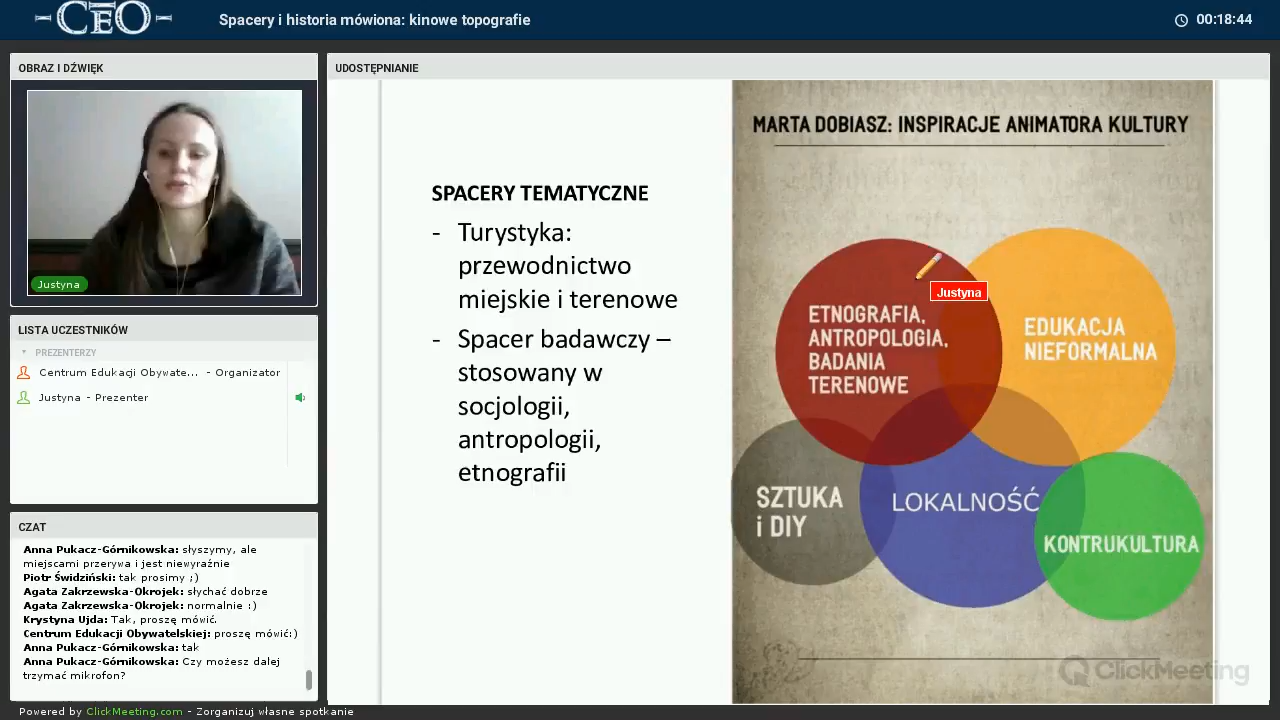 CEO
Spacery i historia mówiona: kinowe topografie
00:18:44
OBRAZ I DŹWIĘK
Justyna
LISTA UCZESTNIKÓW
PREZENTERZY
Centrum Edukacji Obywate... - Organizator
Justyna - Prezenter
CZAT
Anna Pukacz-Górnikowska: słyszymy, ale
miejscami przerywa i jest niewyraźnie
Piotr Świdziński: tak prosimy ;)
Agata Zakrzewska-Okrojek: słychać dobrze
Agata Zakrzewska-Okrojek: normalnie :)
Krystyna Ujda: Tak, proszę mówić.
Centrum Edukacji Obywatelskiej: proszę mówić:)
Anna Pukacz-Górnikowska: tak
Anna Pukacz-Górnikowska: Czy możesz dalej
trzymać mikrofon?
Powered by ClickMeeting.com - Zorganizuj własne spotkanie
UDOSTĘPNIANIE
SPACERY TEMATYCZNE
- Turystyka:
przewodnictwo
miejskie i terenowe
- Spacer badawczy –
stosowany w
socjologii,
antropologii,
etnografii
MARTA DOBIASZ: INSPIRACJE ANIMATORA KULTURY
Justyna
ETNOGRAFIA,
ANTROPOLOGIA,
BADANIA
TERENOWE
EDUKACJA
NIEFORMALNA
SZTUKA
i DIY
LOKALNOŚĆ
KONTRUKULTURA
ClickMeeting